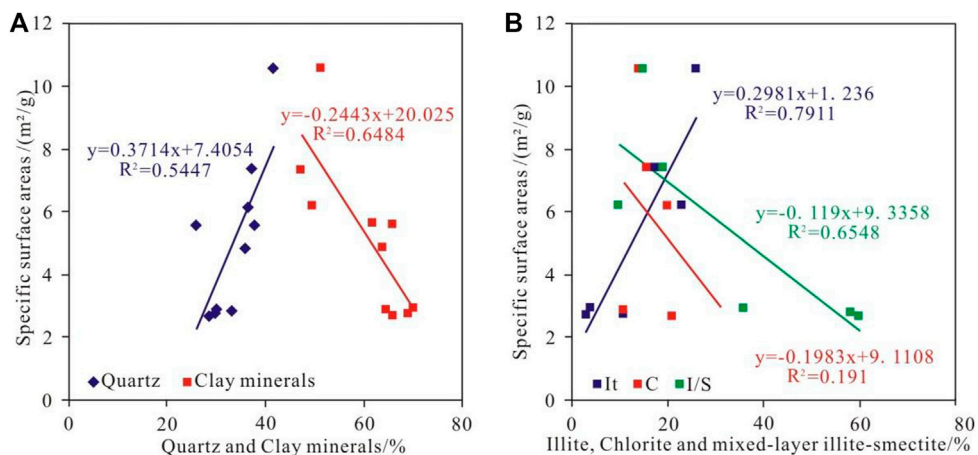 A
12
10
8
6
4
2
0
Specific surface areas/(m²/g)
y=-0.2443x+20.025
R²=0.6484
y=0.3714x+7.4054
R²=0.5447
Quartz
Clay minerals
0 20 40 60 80
Quartz and Clay minerals/%
B
12
10
8
6
4
2
0
Specific surface areas/(m²/g)
y=0.2981x+1. 236
R²=0.7911
y=-0. 119x+9. 3358
R²=0.6548
y=-0.1983x+9. 1108
R²=0.191
It C I/S
0 20 40 60 80
Illite, Chlorite and mixed-layer illite-smectite/%